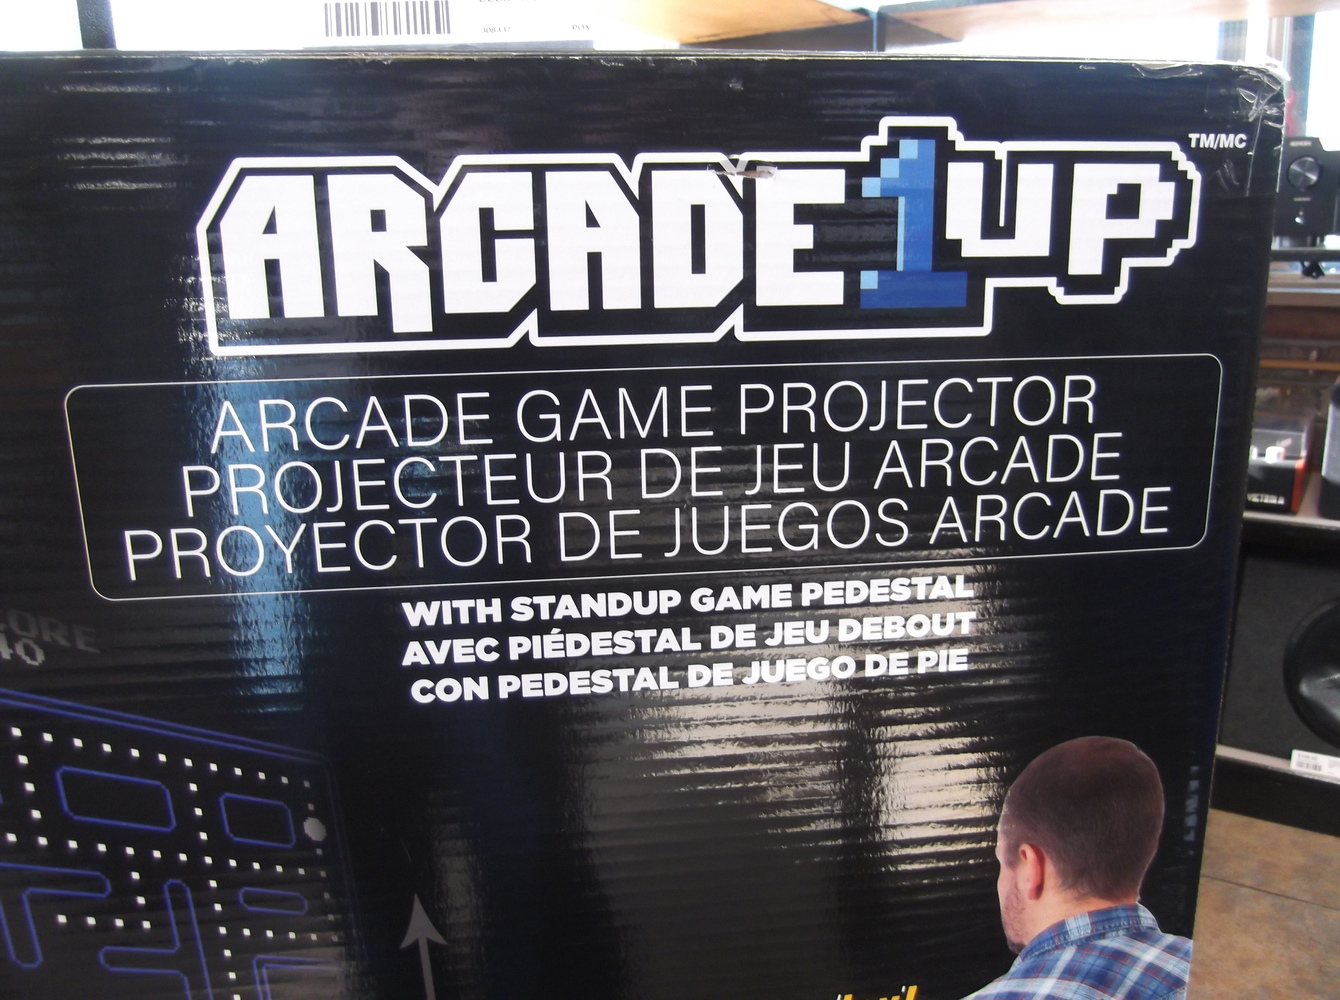 ARCADE1UP
TM/MC
ARCADE GAME PROJECTOR
PROJECTEUR DE JEU ARCADE
PROYECTOR DE JUEGOS ARCADE
WITH STANDUP GAME PEDESTAL
AVEC PIÉDESTAL DE JEU DEBOUT
CON PEDESTAL DE JUEGO DE PIE